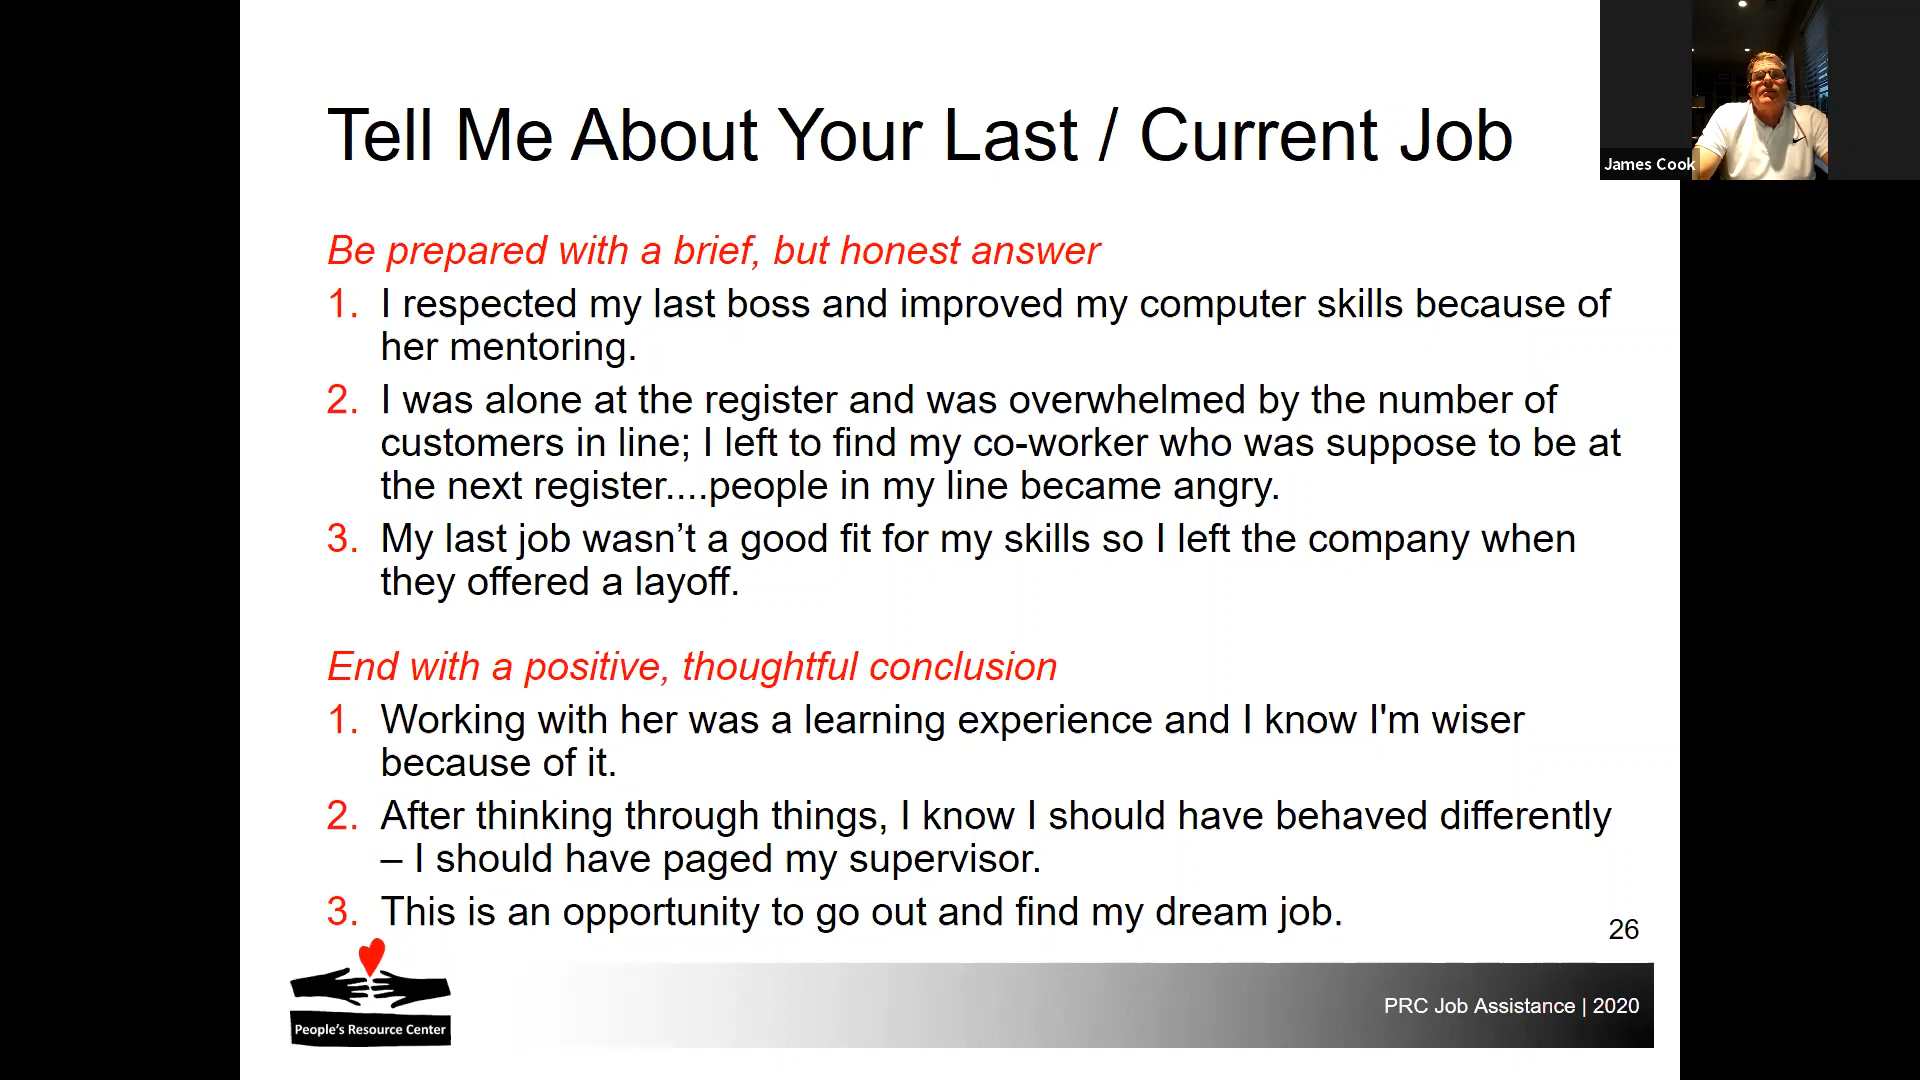 Tell Me About Your Last / Current Job
James Cook
Be prepared with a brief, but honest answer
1. I respected my last boss and improved my computer skills because of
her mentoring.
2. I was alone at the register and was overwhelmed by the number of
customers in line; I left to find my co-worker who was suppose to be at
the next register....people in my line became angry.
3. My last job wasn’t a good fit for my skills so I left the company when
they offered a layoff.
End with a positive, thoughtful conclusion
1. Working with her was a learning experience and I know I'm wiser
because of it.
2. After thinking through things, I know I should have behaved differently
– I should have paged my supervisor.
3. This is an opportunity to go out and find my dream job.
26
People’s Resource Center
PRC Job Assistance | 2020